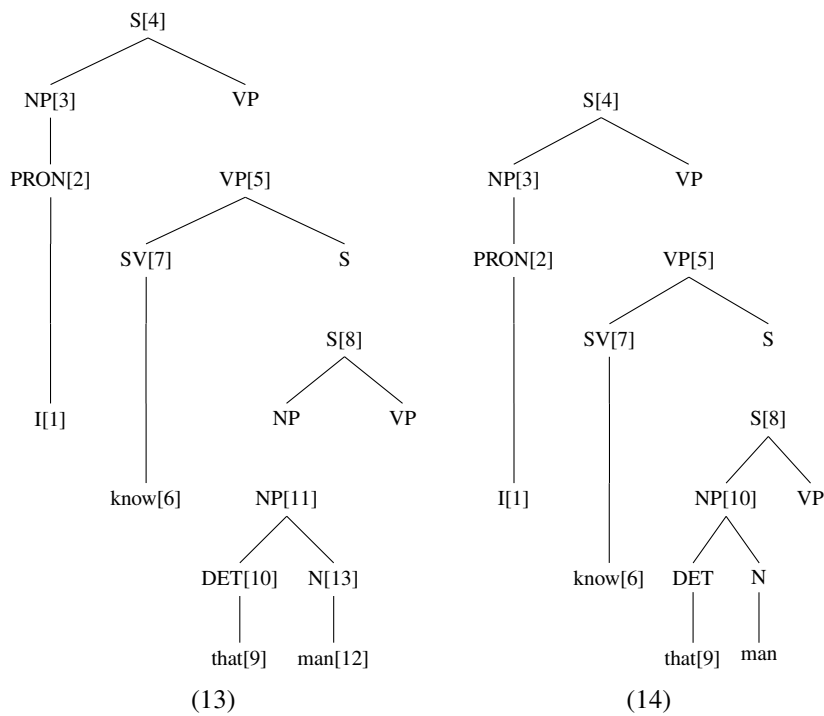 S[4]
NP[3] VP
PRON[2] VP[5]
SV[7] S
S[8]
I[1] NP VP
know[6] NP[11]
DET[10] N[13]
that[9] man[12]
(13)
S[4]
NP[3] VP
PRON[2] VP[5]
SV[7] S
S[8]
I[1] NP[10] VP
know[6] DET N
that[9] man
(14)